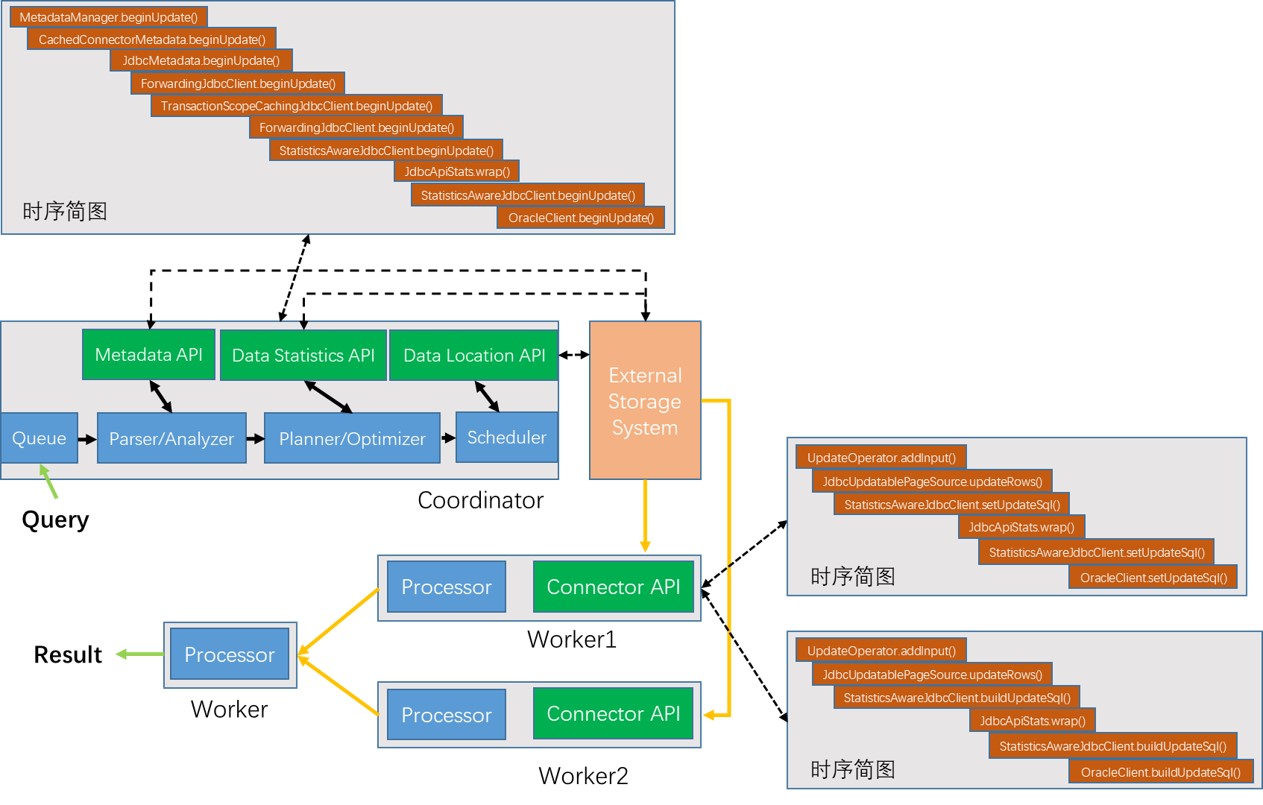 MetadataManager.beginUpdate()
CachedConnectorMetadata.beginUpdate()
JdbcMetadata.beginUpdate()
ForwardingJdbcClient.beginUpdate()
TransactionScopeCachingJdbcClient.beginUpdate()
ForwardingJdbcClient.beginUpdate()
StatisticsAwareJdbcClient.beginUpdate()
JdbcApiStats.wrap()
StatisticsAwareJdbcClient.beginUpdate()
OracleClient.beginUpdate()
时序简图
Metadata API
Data Statistics API
Data Location API
External
Storage
System
Queue
Parser/Analyzer
Planner/Optimizer
Scheduler
Coordinator
Query
UpdateOperator.addInput()
JdbcUpdatablePageSource.updateRows()
StatisticsAwareJdbcClient.setUpdateSql()
JdbcApiStats.wrap()
StatisticsAwareJdbcClient.setUpdateSql()
OracleClient.setUpdateSql()
时序简图
Processor
Connector API
Worker1
Result
Processor
Worker
Processor
Connector API
Worker2
UpdateOperator.addInput()
JdbcUpdatablePageSource.updateRows()
StatisticsAwareJdbcClient.buildUpdateSql()
JdbcApiStats.wrap()
StatisticsAwareJdbcClient.buildUpdateSql()
OracleClient.buildUpdateSql()
时序简图